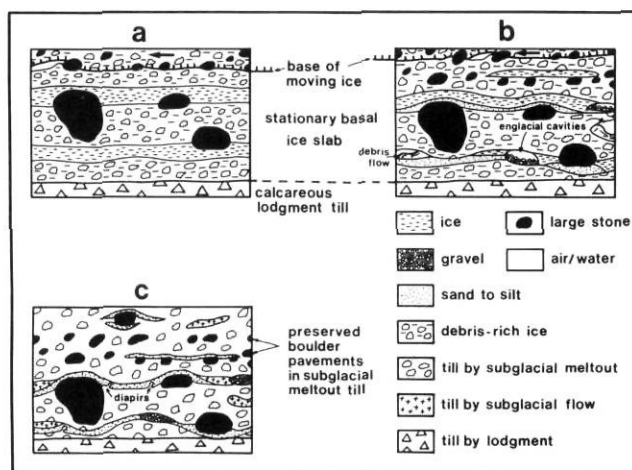 a
b
base of
moving ice
stationary basal
ice slab
englacial cavities
debris
flow
calcareous
lodgment till
ice
large stone
gravel
air/water
sand to silt
debris-rich ice
till by subglacial meltout
till by subglacial flow
till by lodgment
c
preserved
boulder
pavements
in subglacial
meltout till
diapirs